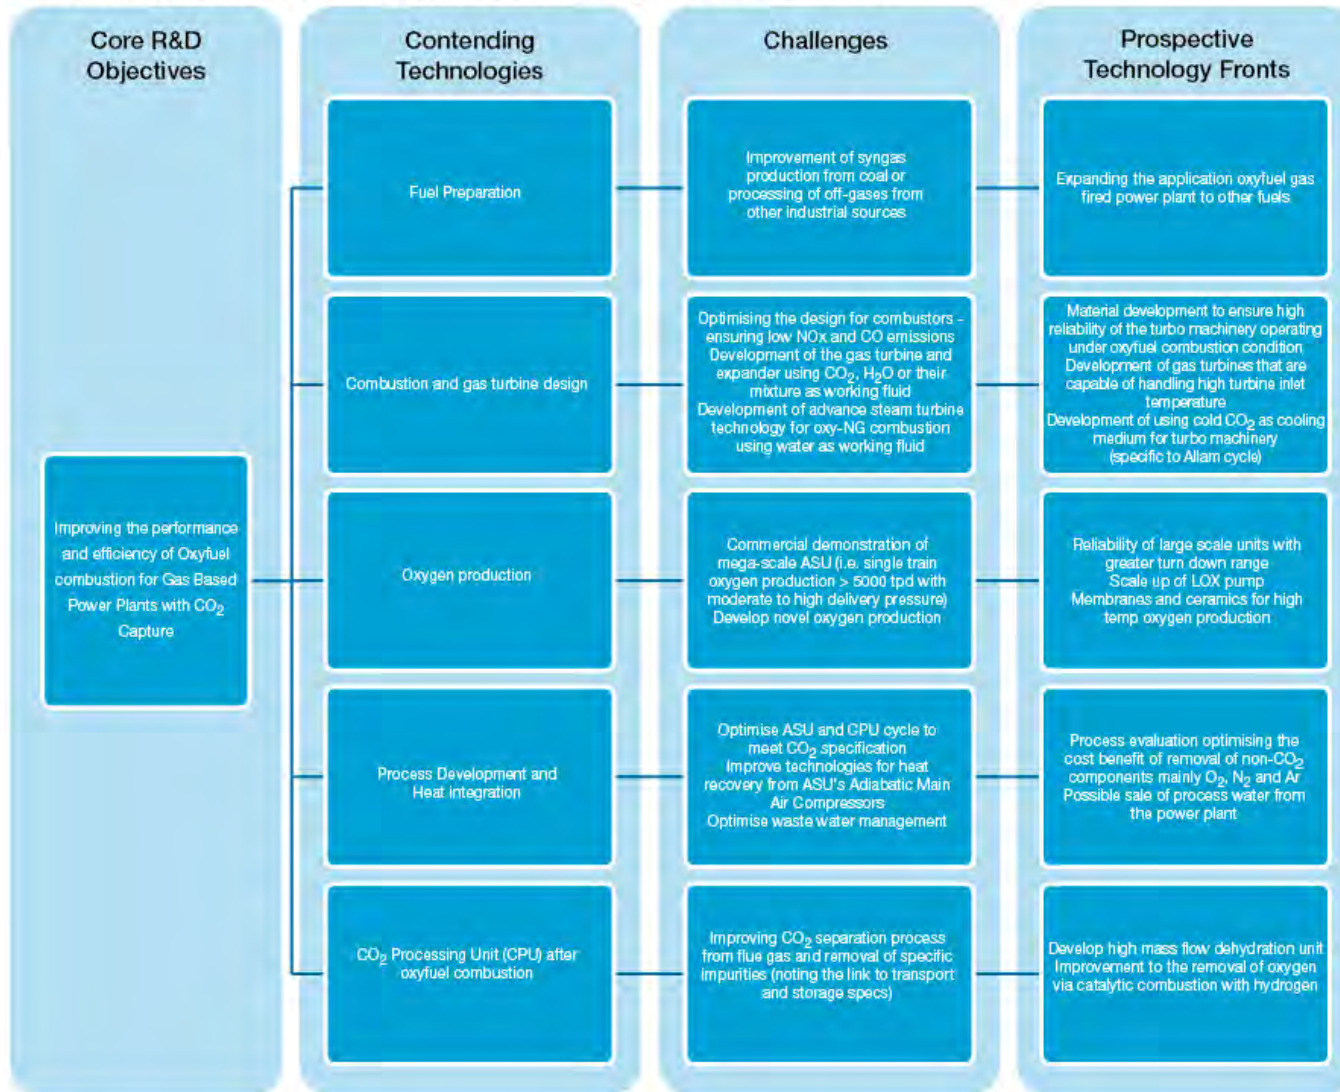 Core R&D
Objectives
Contending
Technologies
Challenges
Prospective
Technology Fronts
Improving the performance
and efficiency of Oxyfuel
combustion for Gas Based
Power Plants with CO₂
Capture
Fuel Preparation
Improvement of syngas
production from coal or
processing of off-gases from
other industrial sources
Expanding the application oxyfuel gas
fired power plant to other fuels
Combustion and gas turbine design
Optimising the design for combustors -
ensuring low NOx and CO emissions
Development of the gas turbine and
expander using CO₂, H₂O or their
mixture as working fluid
Development of advance steam turbine
technology for oxy-NG combustion
using water as working fluid
Material development to ensure high
reliability of the turbo machinery operating
under oxyfuel combustion condition
Development of gas turbines that are
capable of handling high turbine inlet
temperature
Development of using cold CO₂ as cooling
medium for turbo machinery
(specific to Allam cycle)
Oxygen production
Commercial demonstration of
mega-scale ASU (i.e. single train
oxygen production > 5000 tpd with
moderate to high delivery pressure)
Develop novel oxygen production
Reliability of large scale units with
greater turn down range
Scale up of LOX pump
Membranes and ceramics for high
temp oxygen production
Process Development and
Heat integration
Optimise ASU and CPU cycle to
meet CO₂ specification
Improve technologies for heat
recovery from ASU's Adiabatic Main
Air Compressors
Optimise waste water management
Process evaluation optimising the
cost benefit of removal of non-CO₂
components mainly O₂, N₂ and Ar
Possible sale of process water from
the power plant
CO₂ Processing Unit (CPU) after
oxyfuel combustion
Improving CO₂ separation process
from flue gas and removal of specific
impurities (noting the link to transport
and storage specs)
Develop high mass flow dehydration unit
Improvement to the removal of oxygen
via catalytic combustion with hydrogen